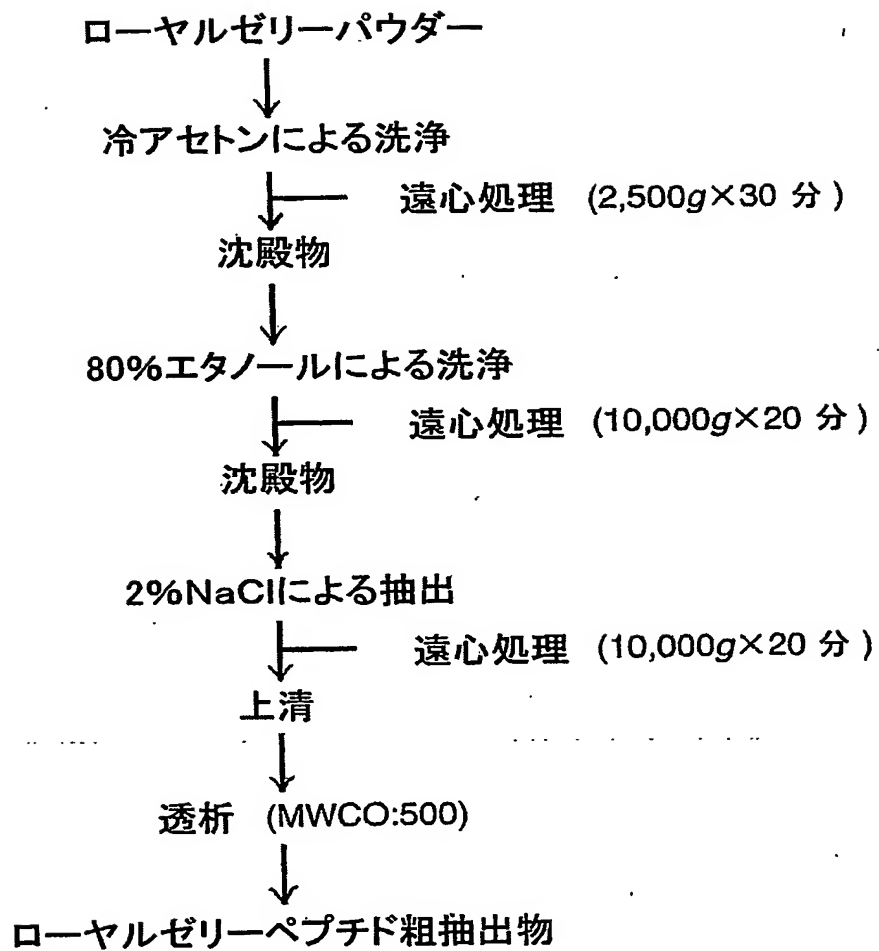 ローヤルゼリーパウダー
冷アセトンによる洗浄
遠心処理 (2,500g×30 分)
沈殿物
80%エタノールによる洗浄
遠心処理 (10,000g×20 分)
沈殿物
2%NaClによる抽出
遠心処理 (10,000g×20 分)
上清
透析 (MWCO:500)
ローヤルゼリーペプチド粗抽出物